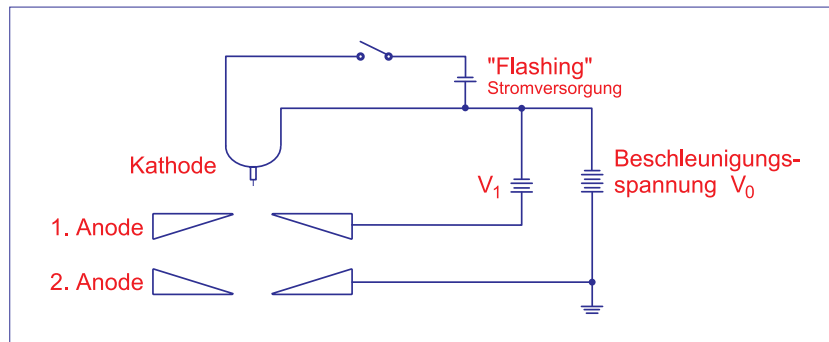 "Flashing"
Stromversorgung
Kathode
Beschleunigungs-
spannung V₀
V₁
1. Anode
2. Anode